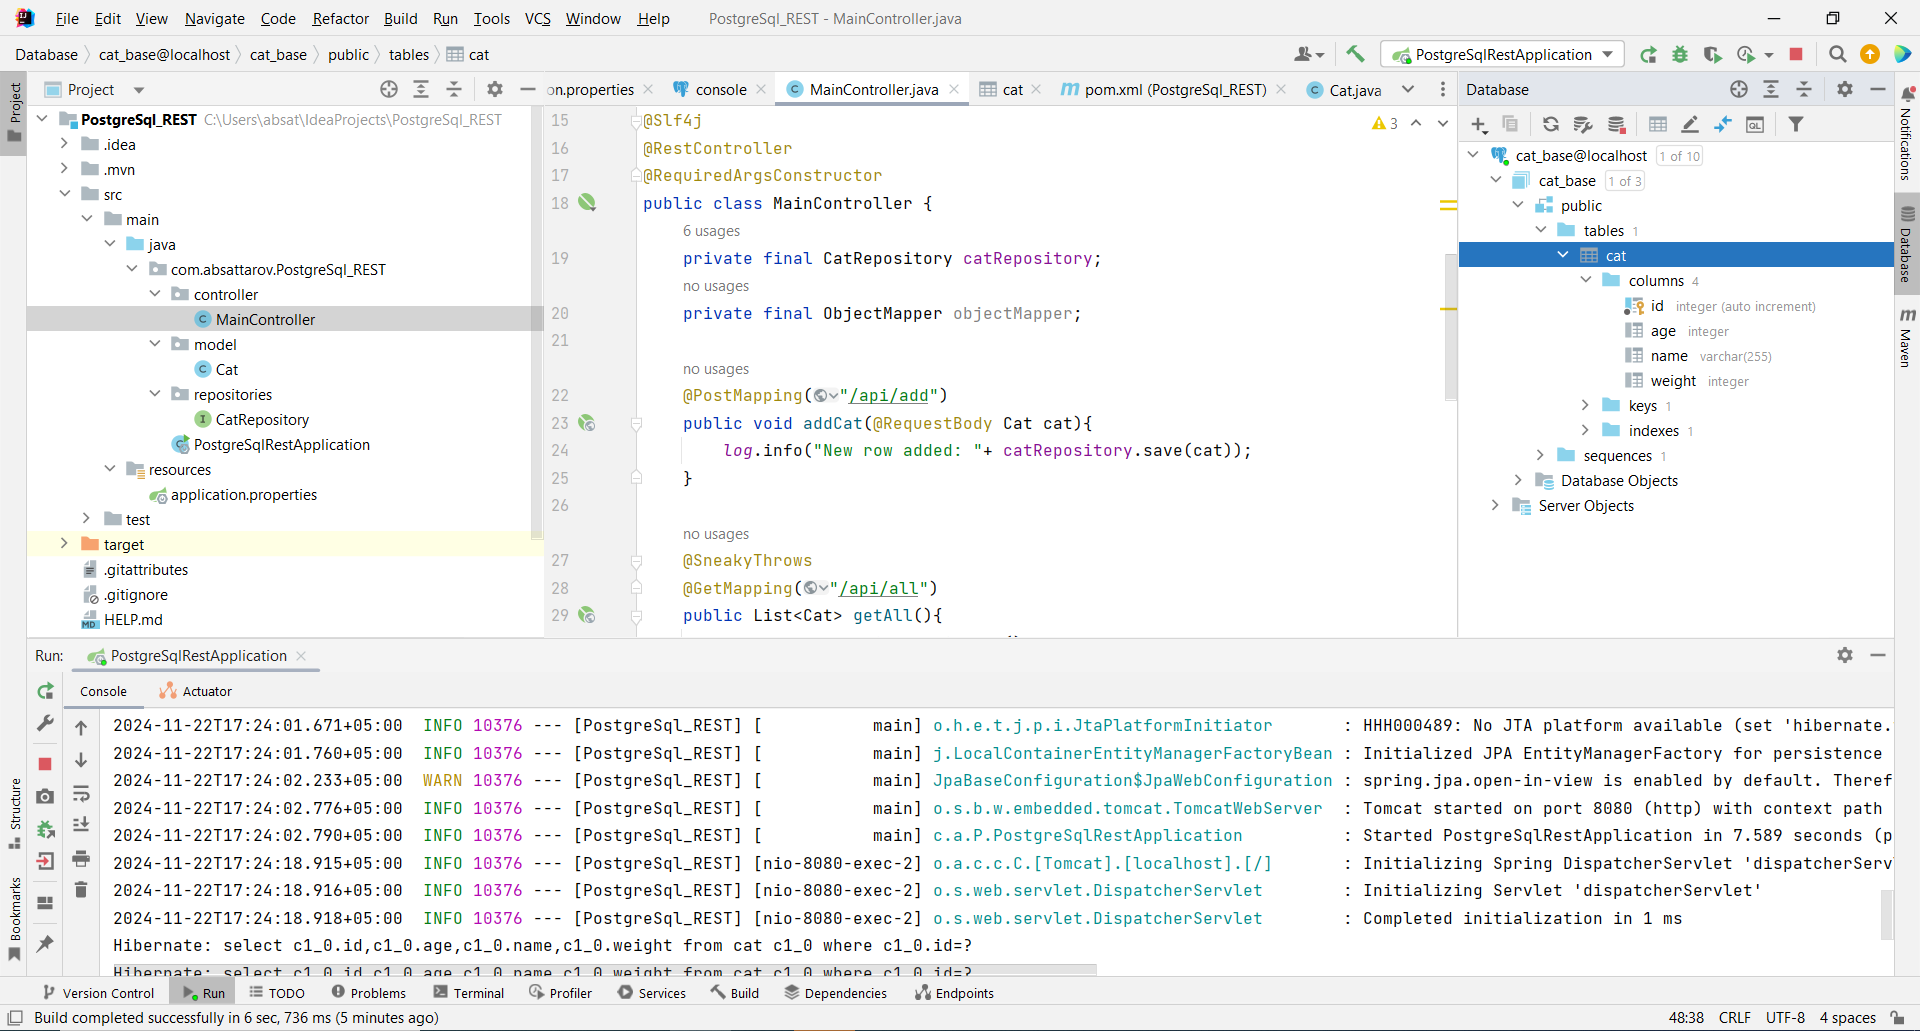 File Edit View Navigate Code Refactor Build Run Tools VCS Window Help PostgreSql_REST - MainController.java
Database cat_base@localhost cat_base public tables cat
PostgreSqlRestApplication
Project
Project
PostgreSql_REST C:\Users\absat\IdeaProjects\PostgreSql_REST
.idea
.mvn
src
main
java
com.absattarov.PostgreSql_REST
controller
MainController
model
Cat
repositories
CatRepository
PostgreSqlRestApplication
resources
application.properties
test
target
.gitattributes
.gitignore
HELP.md
on.properties console MainController.java cat pom.xml (PostgreSql_REST) Cat.java
3
15 @Slf4j
16 @RestController
17 @RequiredArgsConstructor
18 public class MainController {
6 usages
19 private final CatRepository catRepository;
no usages
20 private final ObjectMapper objectMapper;
21
no usages
22 @PostMapping("/api/add")
23 public void addCat(@RequestBody Cat cat){
24 log.info("New row added: "+ catRepository.save(cat));
25 }
26
no usages
27 @SneakyThrows
28 @GetMapping("/api/all")
29 public List<Cat> getAll(){
Database
cat_base@localhost 1 of 10
cat_base 1 of 3
public
tables 1
cat
columns 4
id integer (auto increment)
age integer
name varchar(255)
weight integer
keys 1
indexes 1
sequences 1
Database Objects
Server Objects
Notifications
Database
Maven
Run: PostgreSqlRestApplication
Console Actuator
2024-11-22T17:24:01.671+05:00 INFO 10376 --- [PostgreSql_REST] [ main] o.h.e.t.j.p.i.JtaPlatformInitiator : HHH000489: No JTA platform available (set 'hibernate.
2024-11-22T17:24:01.760+05:00 INFO 10376 --- [PostgreSql_REST] [ main] j.LocalContainerEntityManagerFactoryBean : Initialized JPA EntityManagerFactory for persistence
2024-11-22T17:24:02.233+05:00 WARN 10376 --- [PostgreSql_REST] [ main] JpaBaseConfiguration$JpaWebConfiguration : spring.jpa.open-in-view is enabled by default. Theref
2024-11-22T17:24:02.776+05:00 INFO 10376 --- [PostgreSql_REST] [ main] o.s.b.w.embedded.tomcat.TomcatWebServer : Tomcat started on port 8080 (http) with context path
2024-11-22T17:24:02.790+05:00 INFO 10376 --- [PostgreSql_REST] [ main] c.a.P.PostgreSqlRestApplication : Started PostgreSqlRestApplication in 7.589 seconds (p
2024-11-22T17:24:18.915+05:00 INFO 10376 --- [PostgreSql_REST] [nio-8080-exec-2] o.a.c.c.C.[Tomcat].[localhost].[/] : Initializing Spring DispatcherServlet 'dispatcherServ
2024-11-22T17:24:18.916+05:00 INFO 10376 --- [PostgreSql_REST] [nio-8080-exec-2] o.s.web.servlet.DispatcherServlet : Initializing Servlet 'dispatcherServlet'
2024-11-22T17:24:18.918+05:00 INFO 10376 --- [PostgreSql_REST] [nio-8080-exec-2] o.s.web.servlet.DispatcherServlet : Completed initialization in 1 ms
Hibernate: select c1_0.id,c1_0.age,c1_0.name,c1_0.weight from cat c1_0 where c1_0.id=?
Hibernate: select c1_0.id,c1_0.age,c1_0.name,c1_0.weight from cat c1_0 where c1_0.id=?
Structure
Bookmarks
Version Control Run TODO Problems Terminal Profiler Services Build Dependencies Endpoints
Build completed successfully in 6 sec, 736 ms (5 minutes ago) 48:38 CRLF UTF-8 4 spaces